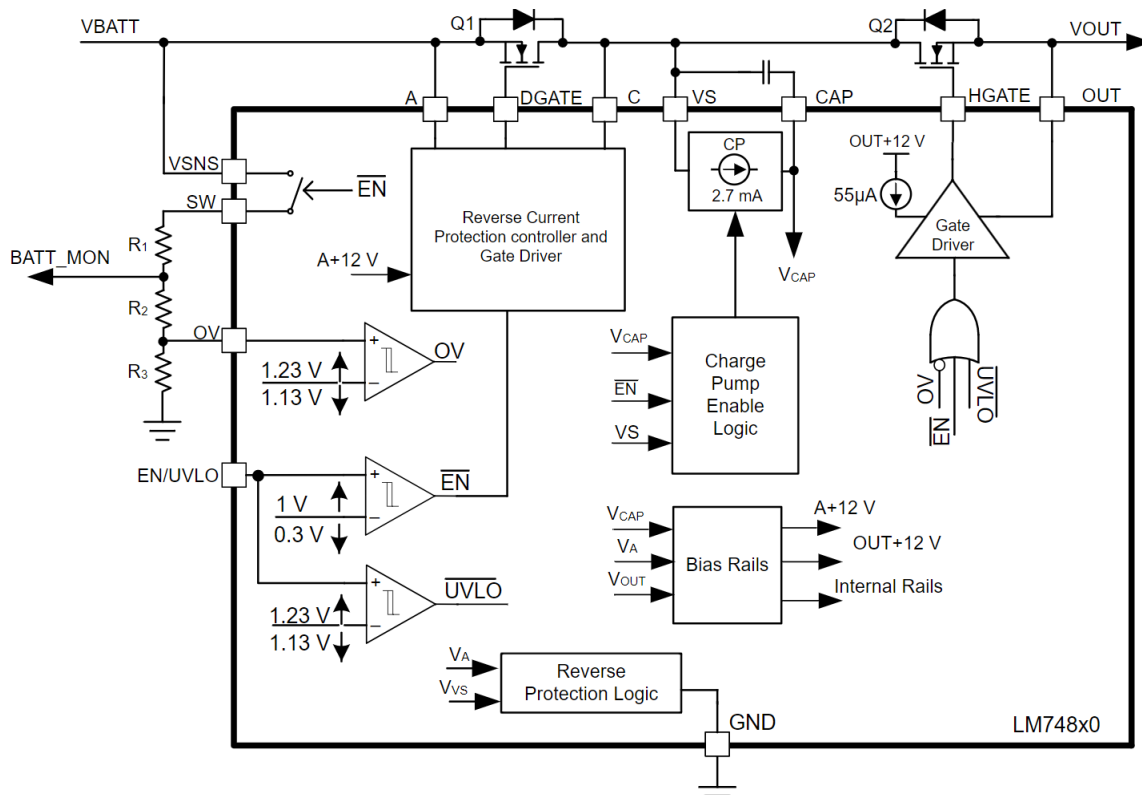 VBATT
Q1
Q2
VOUT
A
DGATE
C
VS
CAP
HGATE
OUT
VSNS
SW
EN
CP
2.7 mA
OUT+12 V
55µA
Gate
Driver
Reverse Current
Protection controller and
Gate Driver
A+12 V
VCAP
R1
BATT_MON
R2
OV
R3
1.23 V
1.13 V
+
−
OV
VCAP
EN
VS
Charge
Pump
Enable
Logic
OV
EN
UVLO
EN/UVLO
+
−
1 V
0.3 V
EN
+
−
1.23 V
1.13 V
UVLO
VCAP
VA
VOUT
Bias Rails
A+12 V
OUT+12 V
Internal Rails
VA
VVS
Reverse
Protection Logic
GND
LM748x0